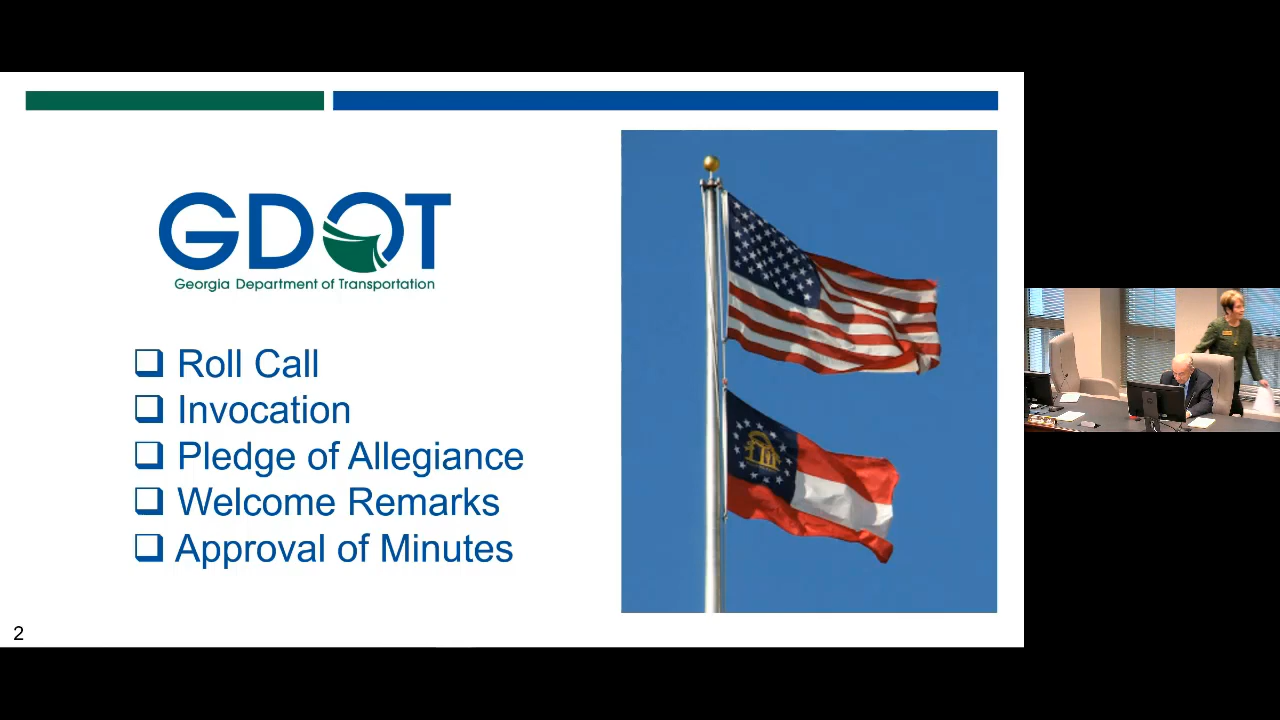 GDOT
Georgia Department of Transportation
Roll Call
Invocation
Pledge of Allegiance
Welcome Remarks
Approval of Minutes
2